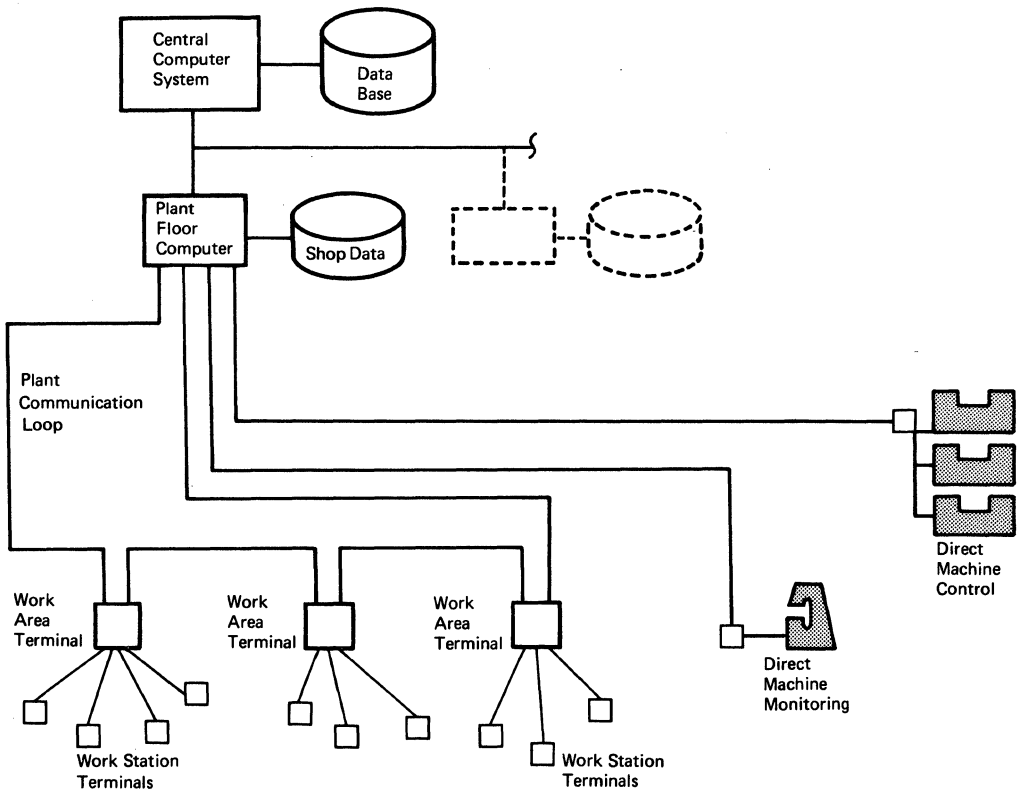 Central
Computer
System
Data
Base
Plant
Floor
Computer
Shop Data
Plant
Communication
Loop
Direct
Machine
Control
Work
Area
Terminal
Work
Area
Terminal
Work
Area
Terminal
Direct
Machine
Monitoring
Work Station
Terminals
Work Station
Terminals